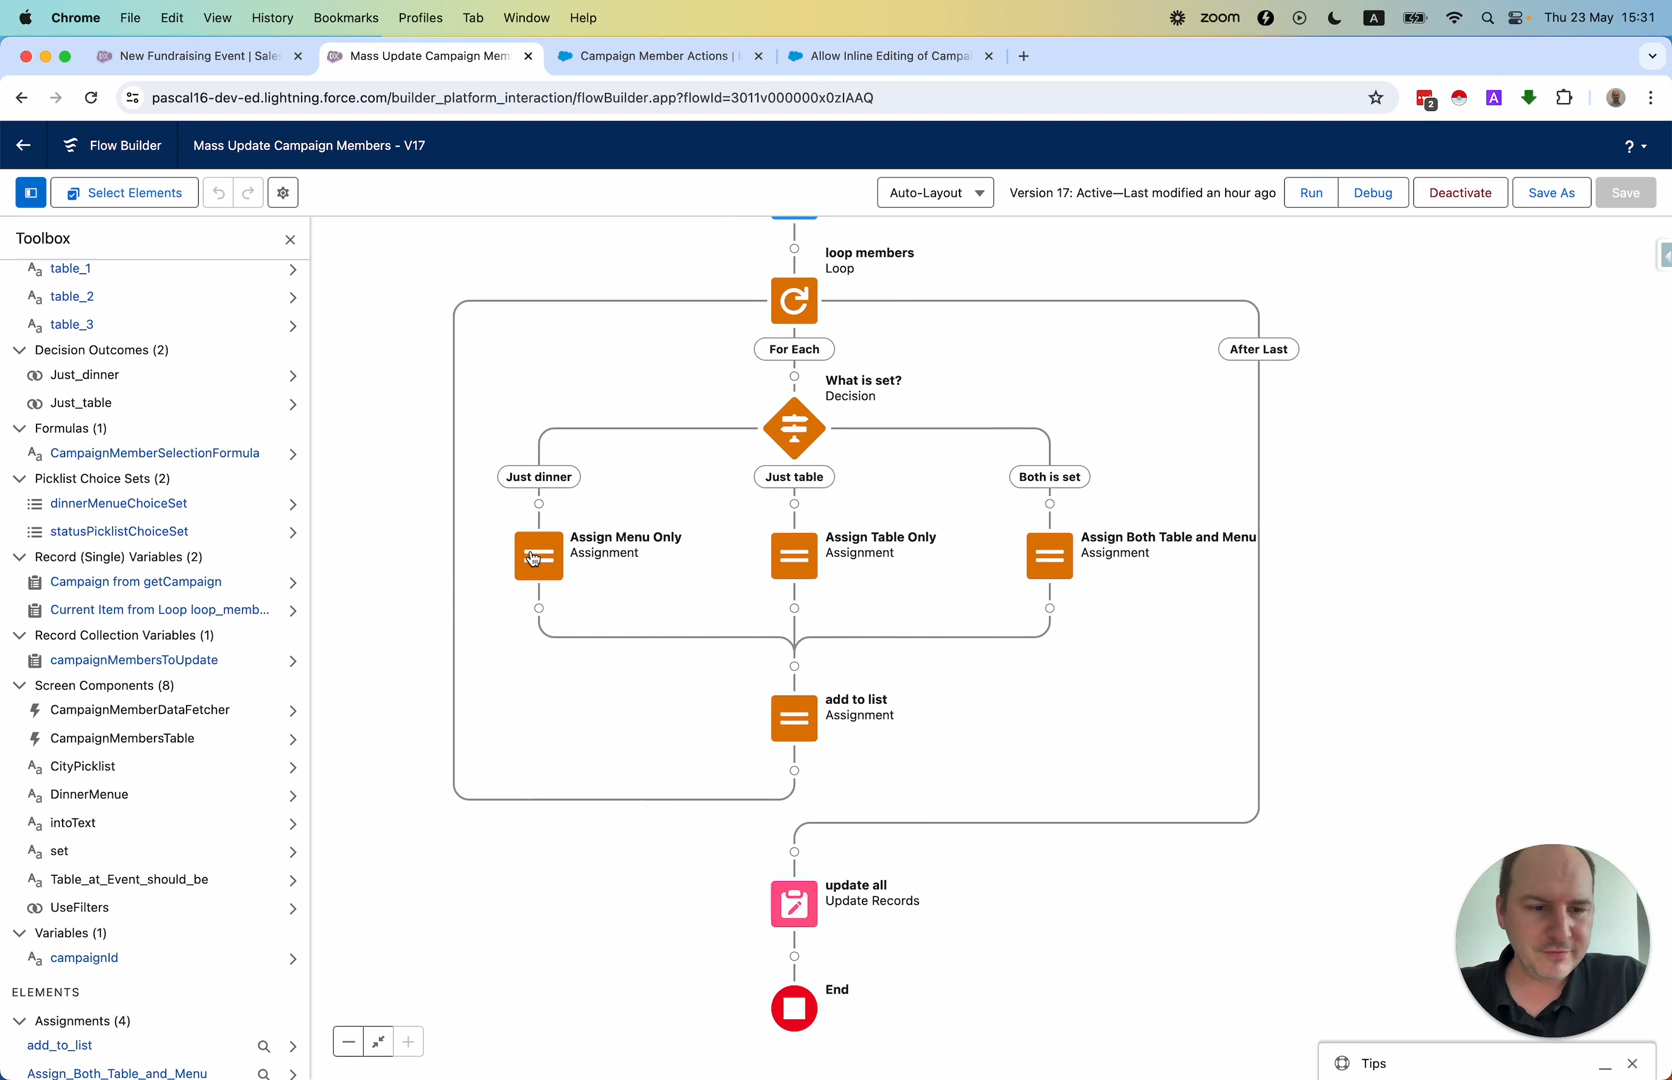 Chrome File Edit View History Bookmarks Profiles Tab Window Help
zoom A Thu 23 May 15:31
New Fundraising Event | Sale
Mass Update Campaign Mem
Campaign Member Actions |
Allow Inline Editing of Campa
pascal16-dev-ed.lightning.force.com/builder_platform_interaction/flowBuilder.app?flowId=3011v000000x0zIAAQ
2 A
Flow Builder Mass Update Campaign Members - V17 ?
Select Elements Auto-Layout Version 17: Active—Last modified an hour ago Run Debug Deactivate Save As Save
Toolbox
table_1
table_2
table_3
Decision Outcomes (2)
Just_dinner
Just_table
Formulas (1)
CampaignMemberSelectionFormula
Picklist Choice Sets (2)
dinnerMenueChoiceSet
statusPicklistChoiceSet
Record (Single) Variables (2)
Campaign from getCampaign
Current Item from Loop loop_memb...
Record Collection Variables (1)
campaignMembersToUpdate
Screen Components (8)
CampaignMemberDataFetcher
CampaignMembersTable
CityPicklist
DinnerMenue
intoText
set
Table_at_Event_should_be
UseFilters
Variables (1)
campaignId
ELEMENTS
Assignments (4)
add_to_list
Assign_Both_Table_and_Menu
loop members
Loop
For Each
After Last
What is set?
Decision
Just dinner
Just table
Both is set
Assign Menu Only
Assignment
Assign Table Only
Assignment
Assign Both Table and Menu
Assignment
add to list
Assignment
update all
Update Records
End
Tips